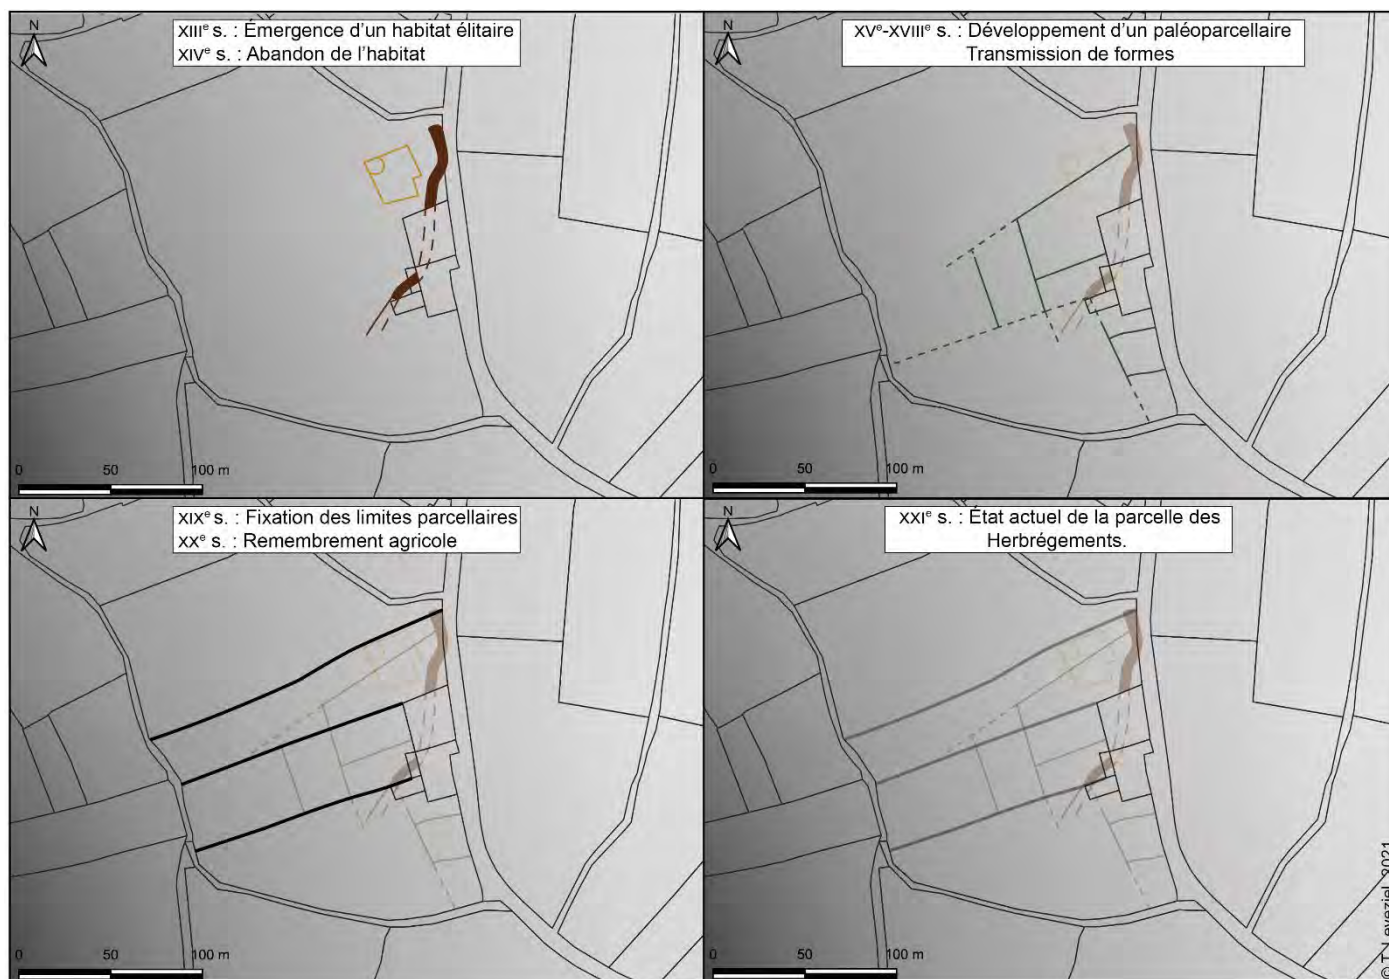 N
XIIIᵉ s. : Émergence d'un habitat élitaire
XIVᵉ s. : Abandon de l'habitat
0 50 100 m
N
XVᵉ-XVIIIᵉ s. : Développement d'un paléoparcellaire
Transmission de formes
0 50 100 m
N
XIXᵉ s. : Fixation des limites parcellaires
XXᵉ s. : Remembrement agricole
0 50 100 m
N
XXIᵉ s. : État actuel de la parcelle des
Herbrégements.
0 50 100 m
© T. Leveziel, 2021